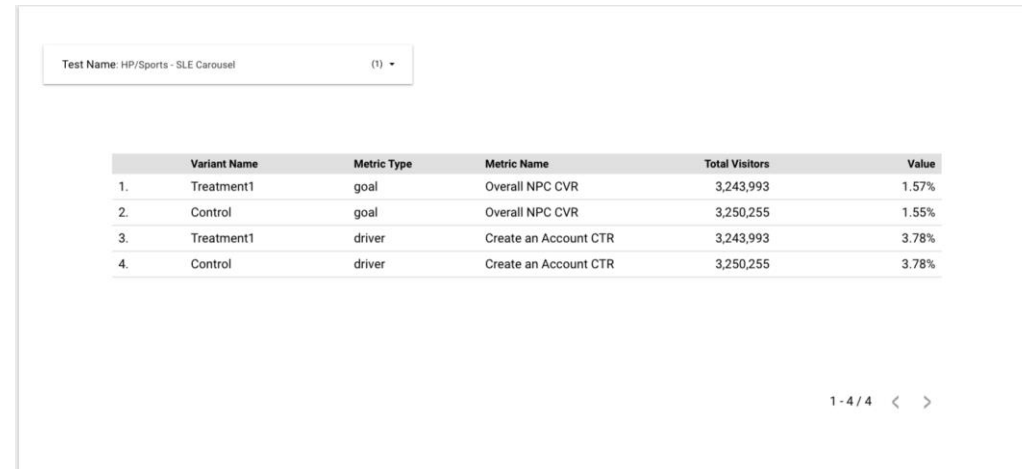 Test Name: HP/Sports - SLE Carousel (1)
Variant Name Metric Type Metric Name Total Visitors Value
1. Treatment1 goal Overall NPC CVR 3,243,993 1.57%
2. Control goal Overall NPC CVR 3,250,255 1.55%
3. Treatment1 driver Create an Account CTR 3,243,993 3.78%
4. Control driver Create an Account CTR 3,250,255 3.78%
1 - 4 / 4